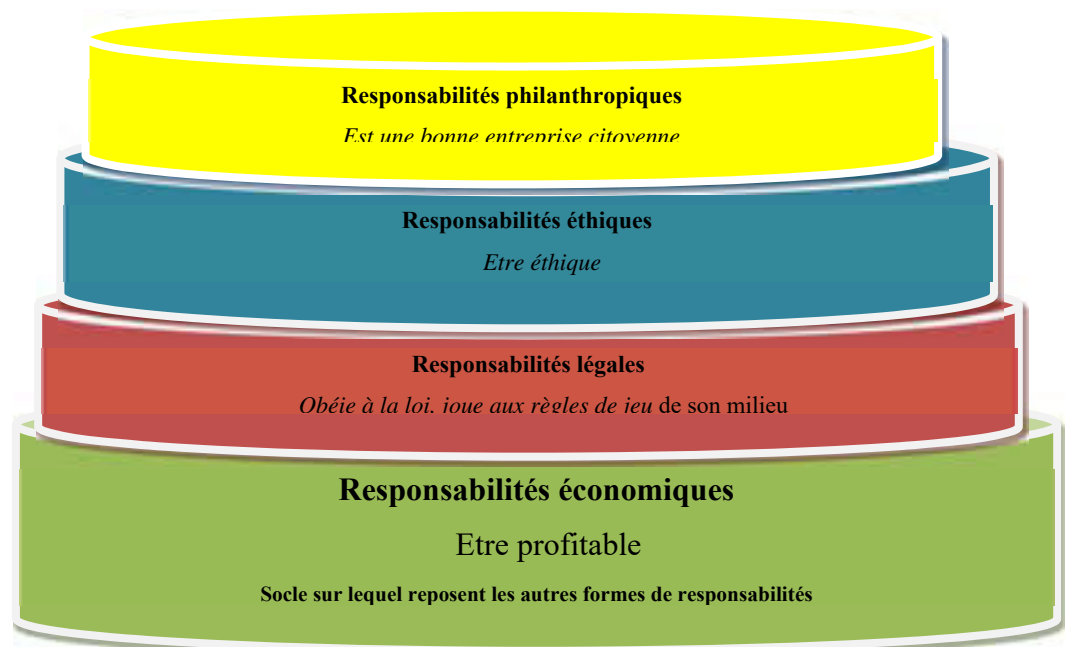 Responsabilités philanthropiques
Est une bonne entreprise citoyenne
Responsabilités éthiques
Etre éthique
Responsabilités légales
Obéie à la loi, joue aux règles de jeu de son milieu
Responsabilités économiques
Etre profitable
Socle sur lequel reposent les autres formes de responsabilités